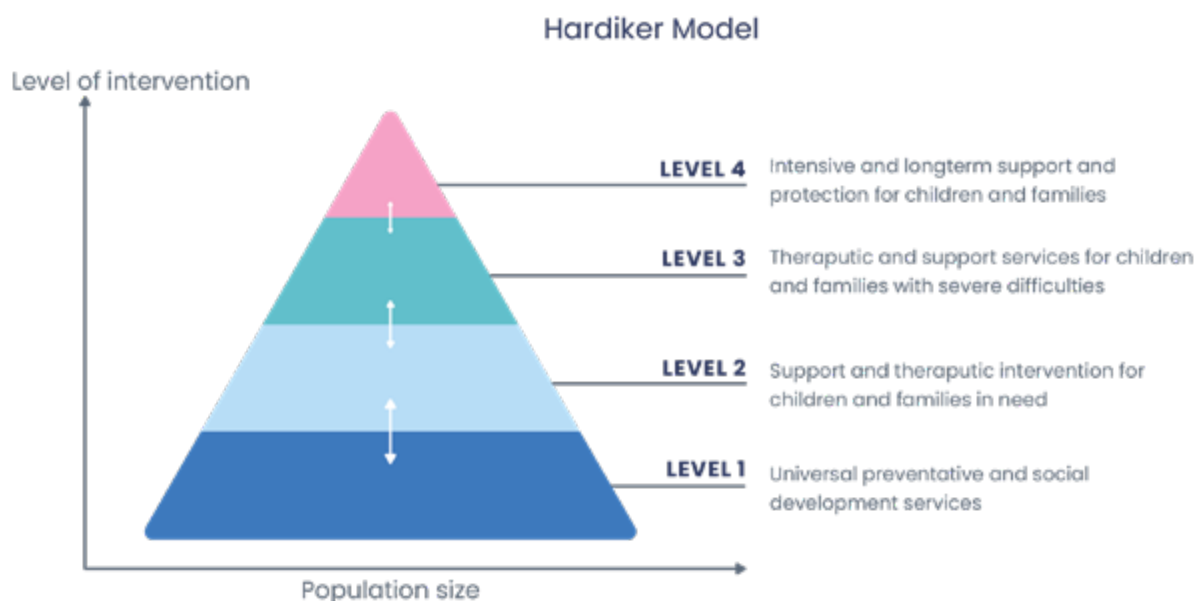 Hardiker Model
Level of intervention
LEVEL 4
Intensive and longterm support and
protection for children and families
LEVEL 3
Theraputic and support services for children
and families with severe difficulties
LEVEL 2
Support and theraputic intervention for
children and families in need
LEVEL 1
Universal preventative and social
development services
Population size